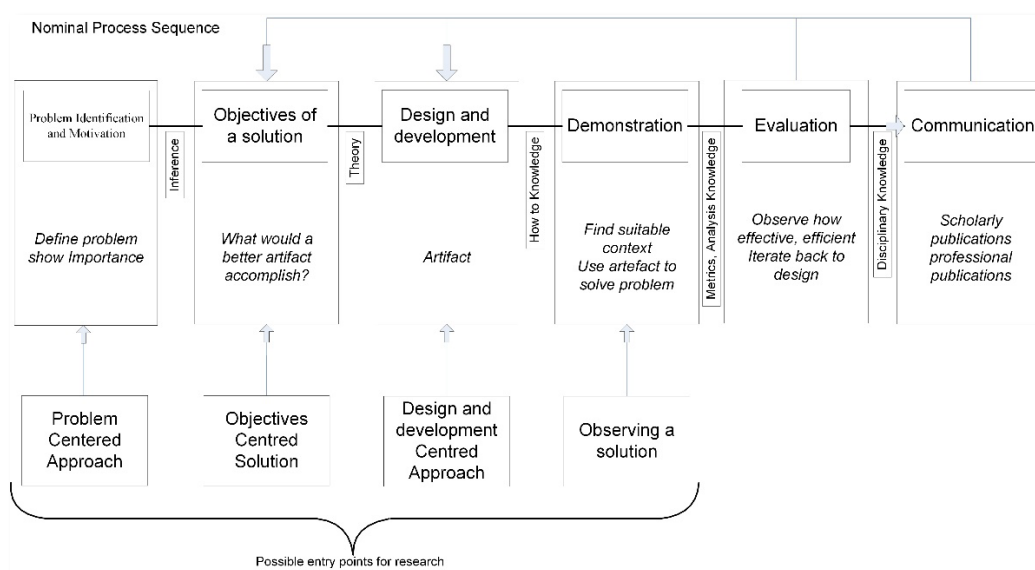 Nominal Process Sequence
Problem Identification
and Motivation
Inference
Objectives of
a solution
Theory
Design and
development
How to Knowledge
Demonstration
Metrics, Analysis Knowledge
Evaluation
Disciplinary Knowledge
Communication
Define problem
show Importance
What would a
better artifact
accomplish?
Artifact
Find suitable
context
Use artefact to
solve problem
Observe how
effective, efficient
Iterate back to
design
Scholarly
publications
professional
publications
Problem
Centered
Approach
Objectives
Centred
Solution
Design and
development
Centred
Approach
Observing a
solution
Possible entry points for research